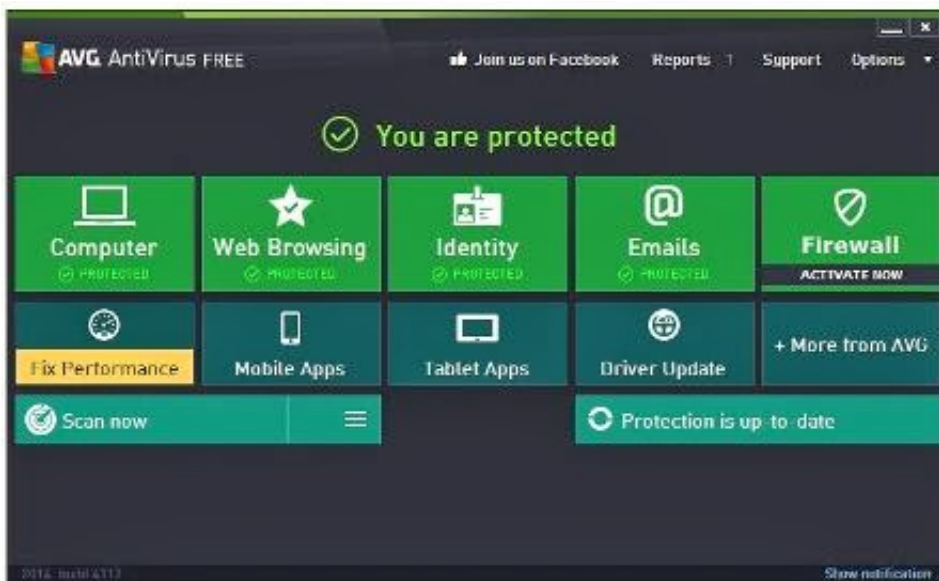 AVG AntiVirus FREE
Join us on Facebook Reports 1 Support Options
You are protected
Computer
PROTECTED
Web Browsing
PROTECTED
Identity
PROTECTED
Emails
PROTECTED
Firewall
ACTIVATE NOW
Fix Performance
Mobile Apps
Tablet Apps
Driver Update
+ More from AVG
Scan now
Protection is up-to-date
Show notification